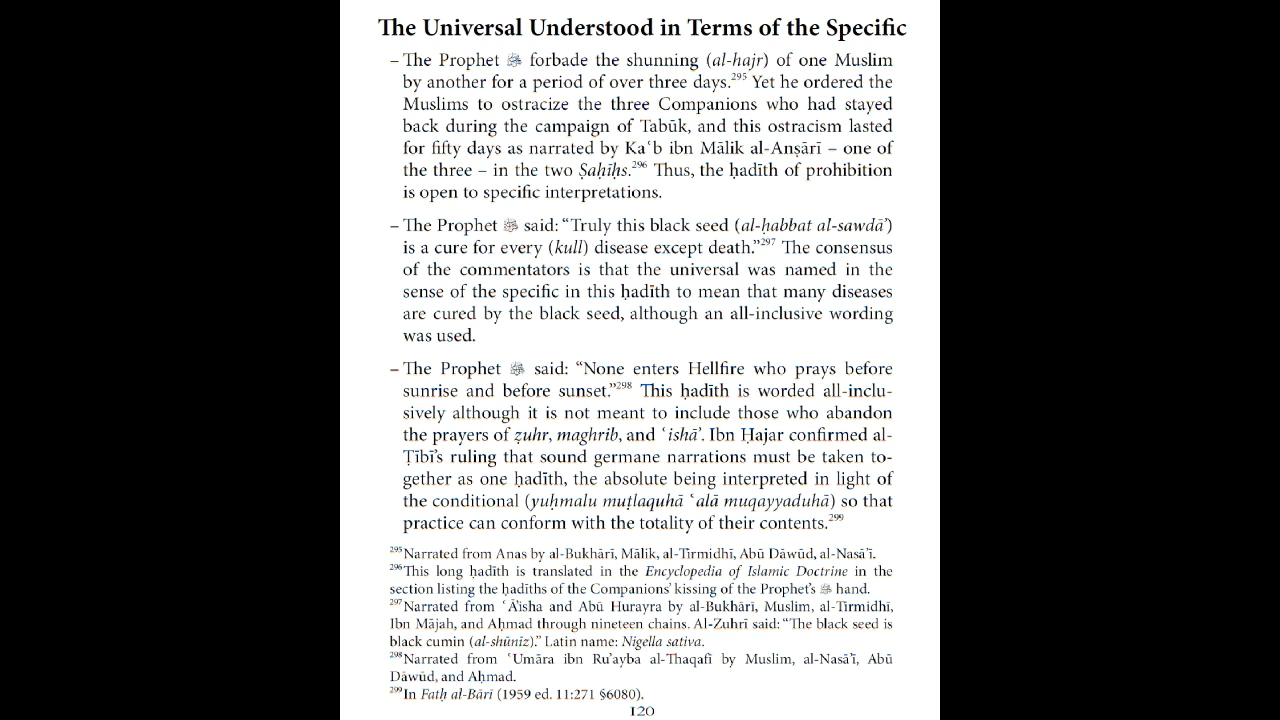 The Universal Understood in Terms of the Specific
– The Prophet ﷺ forbade the shunning (al-hajr) of one Muslim
by another for a period of over three days.295 Yet he ordered the
Muslims to ostracize the three Companions who had stayed
back during the campaign of Tabūk, and this ostracism lasted
for fifty days as narrated by Kaʿb ibn Mālik al-Anṣārī – one of
the three – in the two Ṣaḥīḥs.296 Thus, the ḥadīth of prohibition
is open to specific interpretations.
– The Prophet ﷺ said: “Truly this black seed (al-ḥabbat al-sawdā’)
is a cure for every (kull) disease except death.”297 The consensus
of the commentators is that the universal was named in the
sense of the specific in this ḥadīth to mean that many diseases
are cured by the black seed, although an all-inclusive wording
was used.
– The Prophet ﷺ said: “None enters Hellfire who prays before
sunrise and before sunset.”298 This ḥadīth is worded all-inclu-
sively although it is not meant to include those who abandon
the prayers of ẓuhr, maghrib, and ʿishā’. Ibn Ḥajar confirmed al-
Ṭībī’s ruling that sound germane narrations must be taken to-
gether as one ḥadīth, the absolute being interpreted in light of
the conditional (yuḥmalu muṭlaquhā ʿalā muqayyaduhā) so that
practice can conform with the totality of their contents.299
295Narrated from Anas by al-Bukhārī, Mālik, al-Tirmidhī, Abū Dāwūd, al-Nasā’ī.
296This long ḥadīth is translated in the Encyclopedia of Islamic Doctrine in the
section listing the ḥadīths of the Companions’ kissing of the Prophet’s ﷺ hand.
297Narrated from ʿĀ’isha and Abū Hurayra by al-Bukhārī, Muslim, al-Tirmidhī,
Ibn Mājah, and Aḥmad through nineteen chains. Al-Zuhrī said: “The black seed is
black cumin (al-shūnīz).” Latin name: Nigella sativa.
298Narrated from ʿUmāra ibn Ru’ayba al-Thaqafī by Muslim, al-Nasā’ī, Abū
Dāwūd, and Aḥmad.
299In Fatḥ al-Bārī (1959 ed. 11:271 §6080).
120